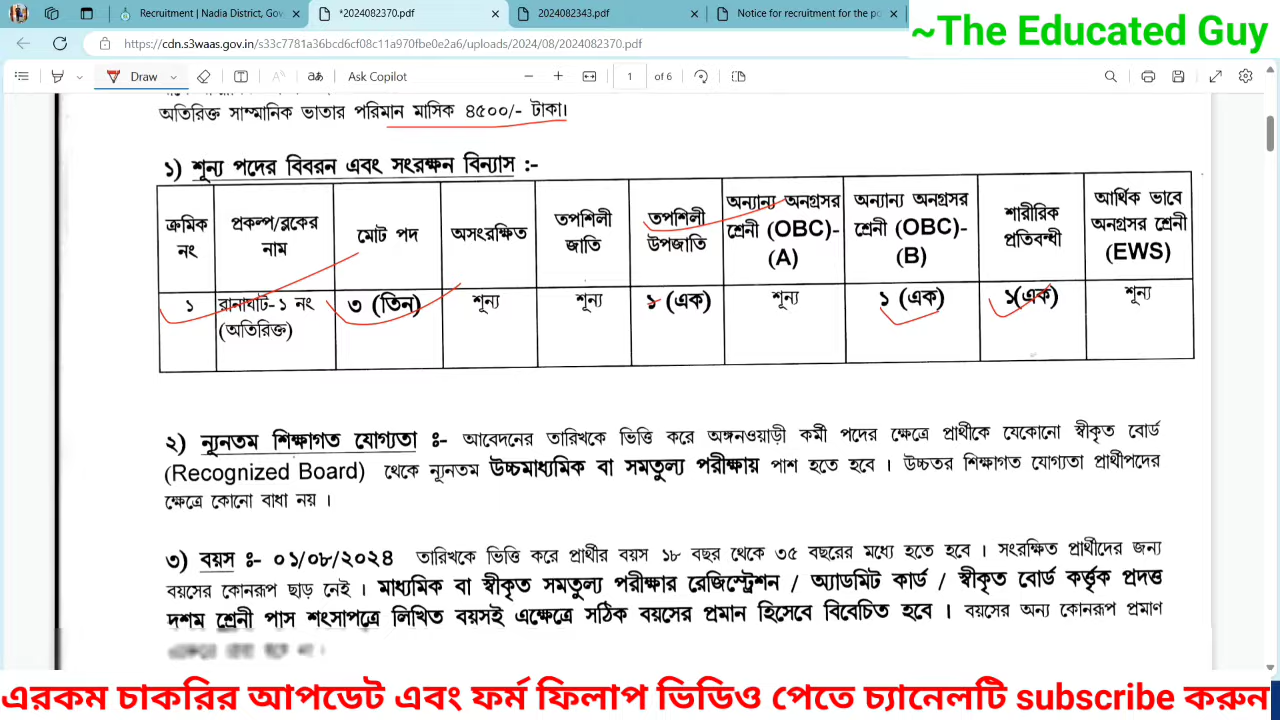 Recruitment | Nadia District, Gov
*2024082370.pdf
2024082343.pdf
Notice for recruitment for the po
~The Educated Guy
https://cdn.s3waas.gov.in/s33c7781a36bcd6cf08c11a970fbe0e2a6/uploads/2024/08/2024082370.pdf
Draw
Ask Copilot
1 of 6
অতিরিক্ত সাম্মানিক ভাতার পরিমান মাসিক ৪৫০০/- টাকা।
১) শূন্য পদের বিবরন এবং সংরক্ষন বিন্যাস :-
ক্রমিক নং
প্রকল্প/ব্লকের নাম
মোট পদ
অসংরক্ষিত
তপশিলী জাতি
তপশিলী উপজাতি
অন্যান্য অনগ্রসর শ্রেনী (OBC)-(A)
অন্যান্য অনগ্রসর শ্রেনী (OBC)-(B)
শারীরিক প্রতিবন্ধী
আর্থিক ভাবে অনগ্রসর শ্রেনী (EWS)
১
রানাঘাট-১ নং (অতিরিক্ত)
৩ (তিন)
শূন্য
শূন্য
১ (এক)
শূন্য
১ (এক)
১(এক)
শূন্য
২) ন্যূনতম শিক্ষাগত যোগ্যতা ঃ- আবেদনের তারিখকে ভিত্তি করে অঙ্গনওয়াড়ী কর্মী পদের ক্ষেত্রে প্রার্থীকে যেকোনো স্বীকৃত বোর্ড
(Recognized Board) থেকে ন্যূনতম উচ্চমাধ্যমিক বা সমতুল্য পরীক্ষায় পাশ হতে হবে । উচ্চতর শিক্ষাগত যোগ্যতা প্রার্থীপদের
ক্ষেত্রে কোনো বাধা নয় ।
৩) বয়স ঃ- ০১/০৮/২০২৪ তারিখকে ভিত্তি করে প্রার্থীর বয়স ১৮ বছর থেকে ৩৫ বছরের মধ্যে হতে হবে । সংরক্ষিত প্রার্থীদের জন্য
বয়সের কোনরূপ ছাড় নেই । মাধ্যমিক বা স্বীকৃত সমতুল্য পরীক্ষার রেজিস্ট্রেশন / অ্যাডমিট কার্ড / স্বীকৃত বোর্ড কর্ত্তৃক প্রদত্ত
দশম শ্রেনী পাস শংসাপত্রে লিখিত বয়সই এক্ষেত্রে সঠিক বয়সের প্রমান হিসেবে বিবেচিত হবে । বয়সের অন্য কোনরূপ প্রমাণ
এরকম চাকরির আপডেট এবং ফর্ম ফিলাপ ভিডিও পেতে চ্যানেলটি subscribe করুন